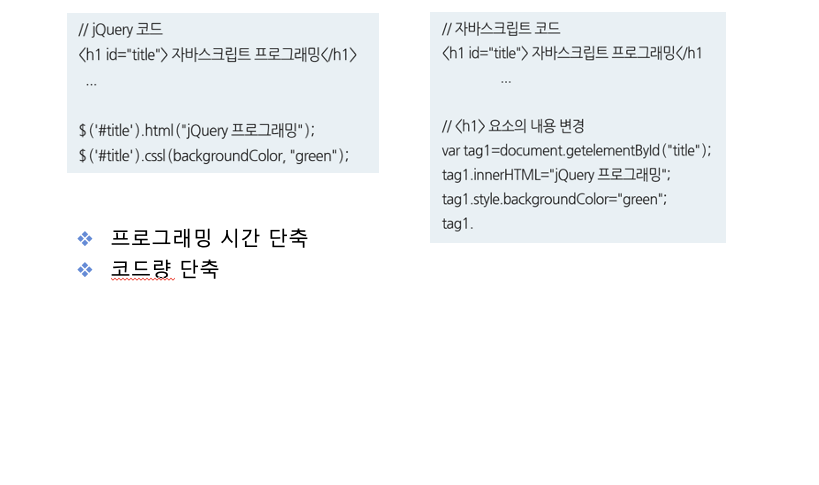 // jQuery 코드
<h1 id="title"> 자바스크립트 프로그래밍</h1>
...
$('#title').html("jQuery 프로그래밍");
$('#title').cssl(backgroundColor, "green");
❖ 프로그래밍 시간 단축
❖ 코드량 단축
// 자바스크립트 코드
<h1 id="title"> 자바스크립트 프로그래밍</h1
...
// <h1> 요소의 내용 변경
var tag1=document.getelementById("title");
tag1.innerHTML="jQuery 프로그래밍";
tag1.style.backgroundColor="green";
tag1.